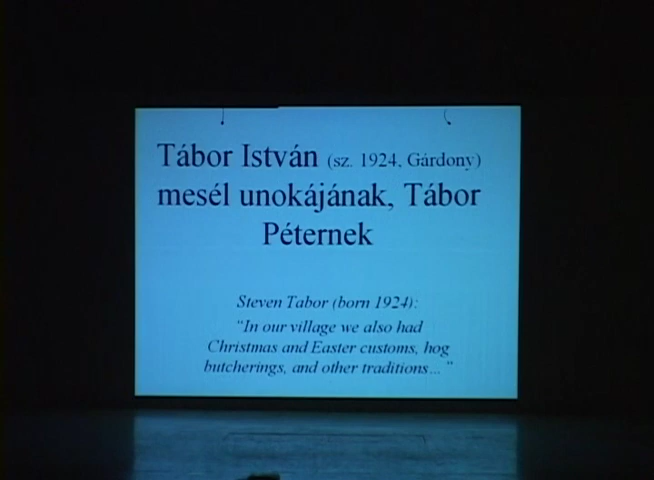 Tábor István (sz. 1924, Gárdony)
mesél unokájának, Tábor
Péternek
Steven Tabor (born 1924):
“In our village we also had
Christmas and Easter customs, hog
butcherings, and other traditions... ”